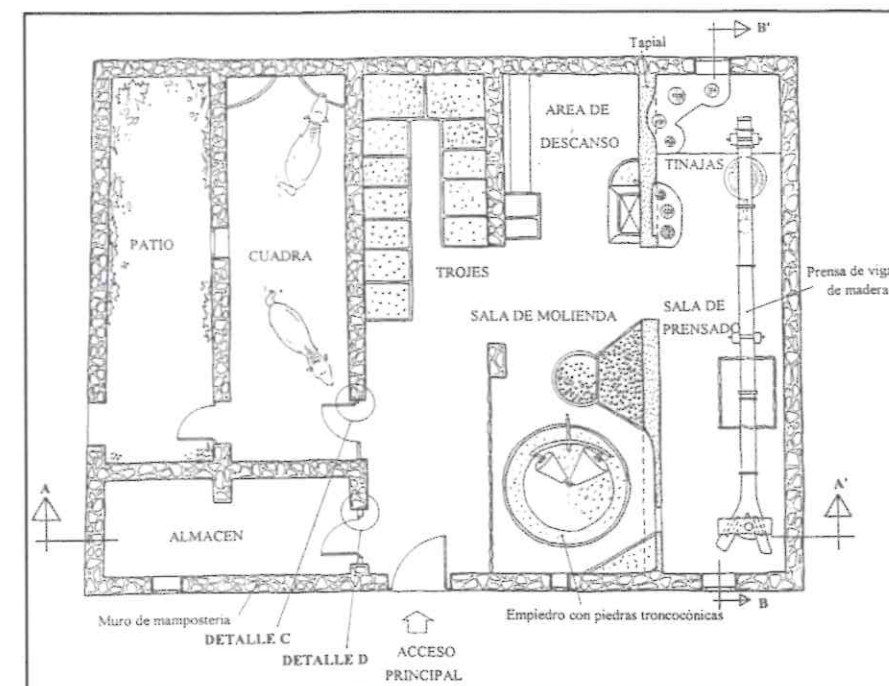 B'
Tapial
AREA DE
DESCANSO
TINAJAS
PATIO
CUADRA
TROJES
Prensa de viga
de madera
SALA DE MOLIENDA
SALA DE
PRENSADO
A
A'
ALMACEN
Muro de mamposteria
DETALLE C
DETALLE D
ACCESO
PRINCIPAL
Empiedro con piedras troncocónicas
B